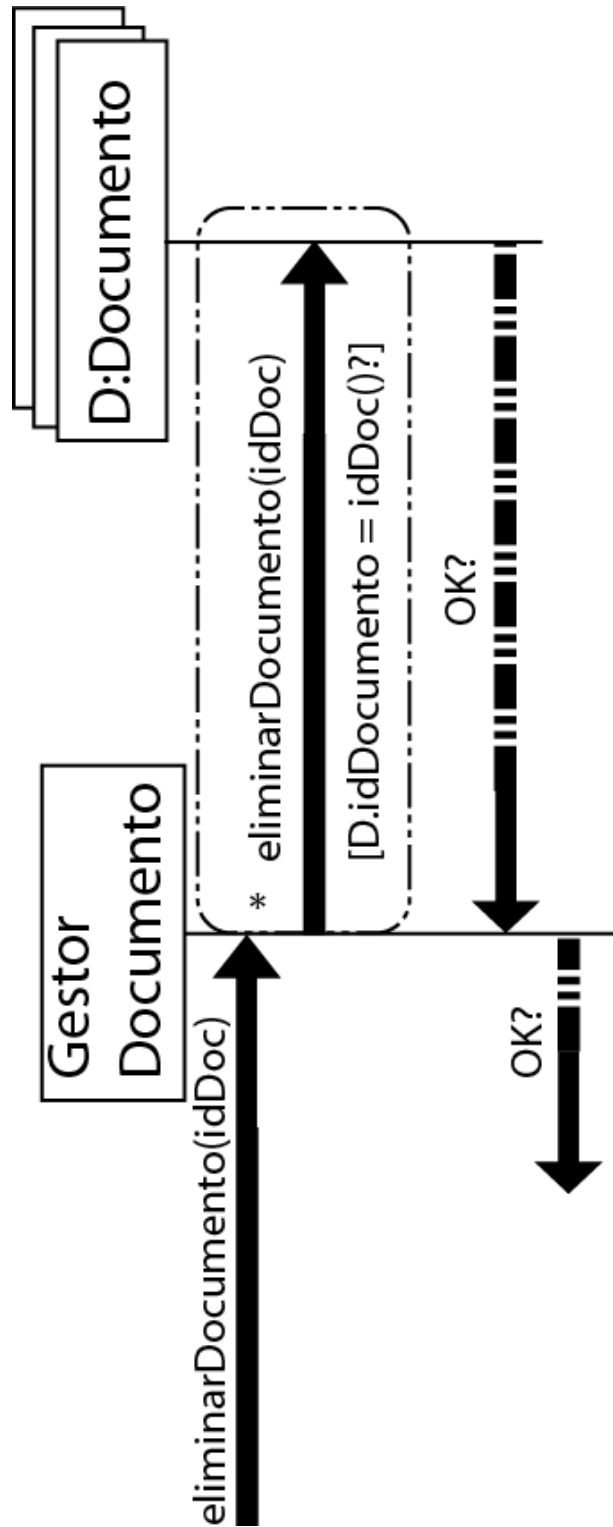 Gestor
Documento
D:Documento
eliminarDocumento(idDoc)
* eliminarDocumento(idDoc)
[D.idDocumento = idDoc()?]
OK?
OK?